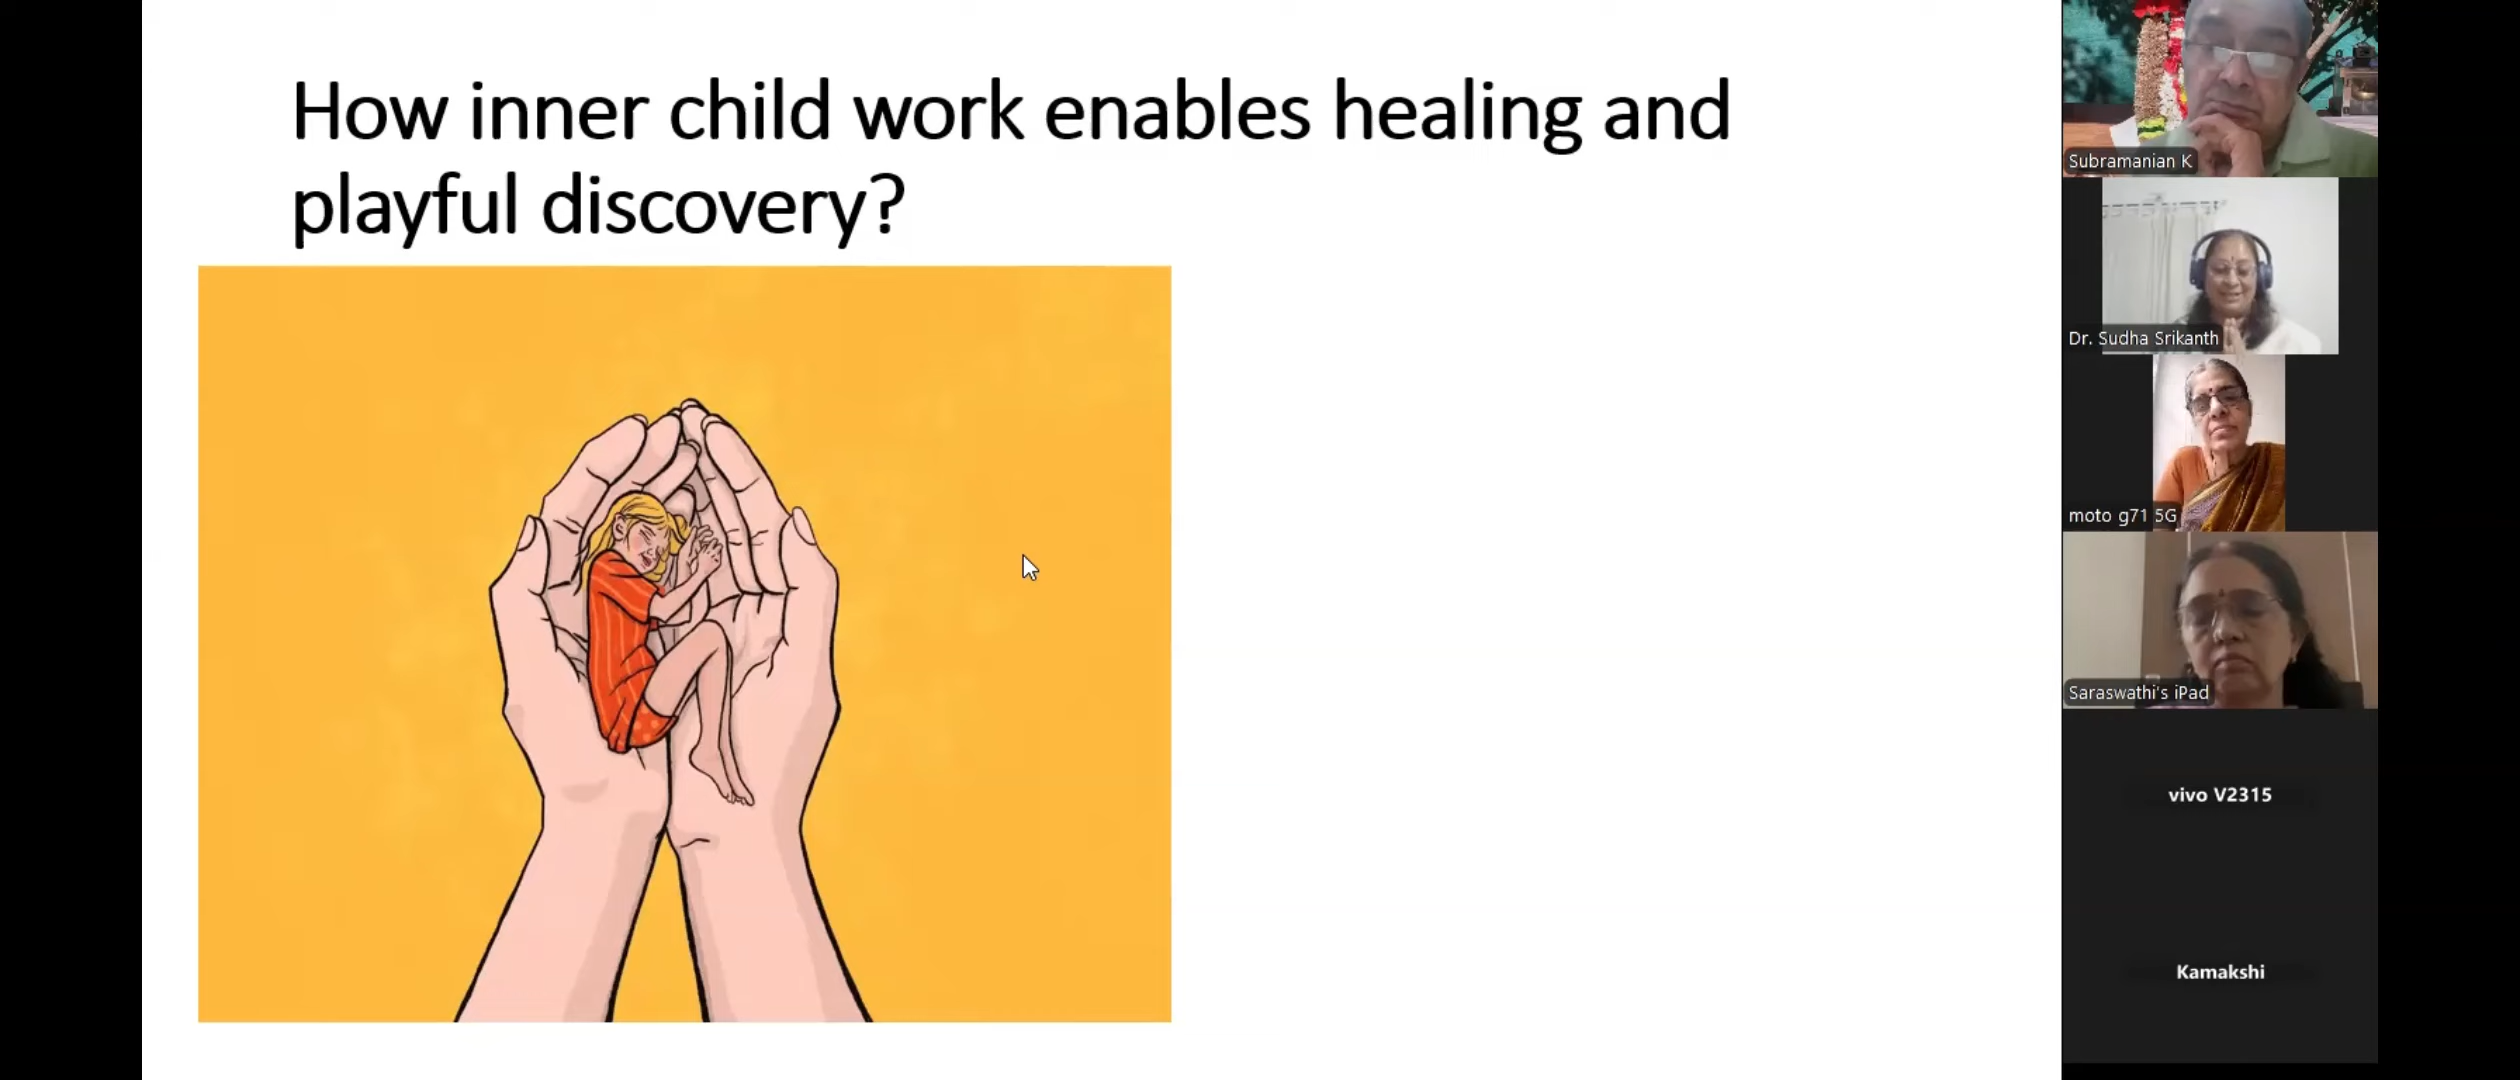 How inner child work enables healing and
playful discovery?
Subramanian K
Dr. Sudha Srikanth
moto g71 5G
Saraswathi's iPad
vivo V2315
Kamakshi